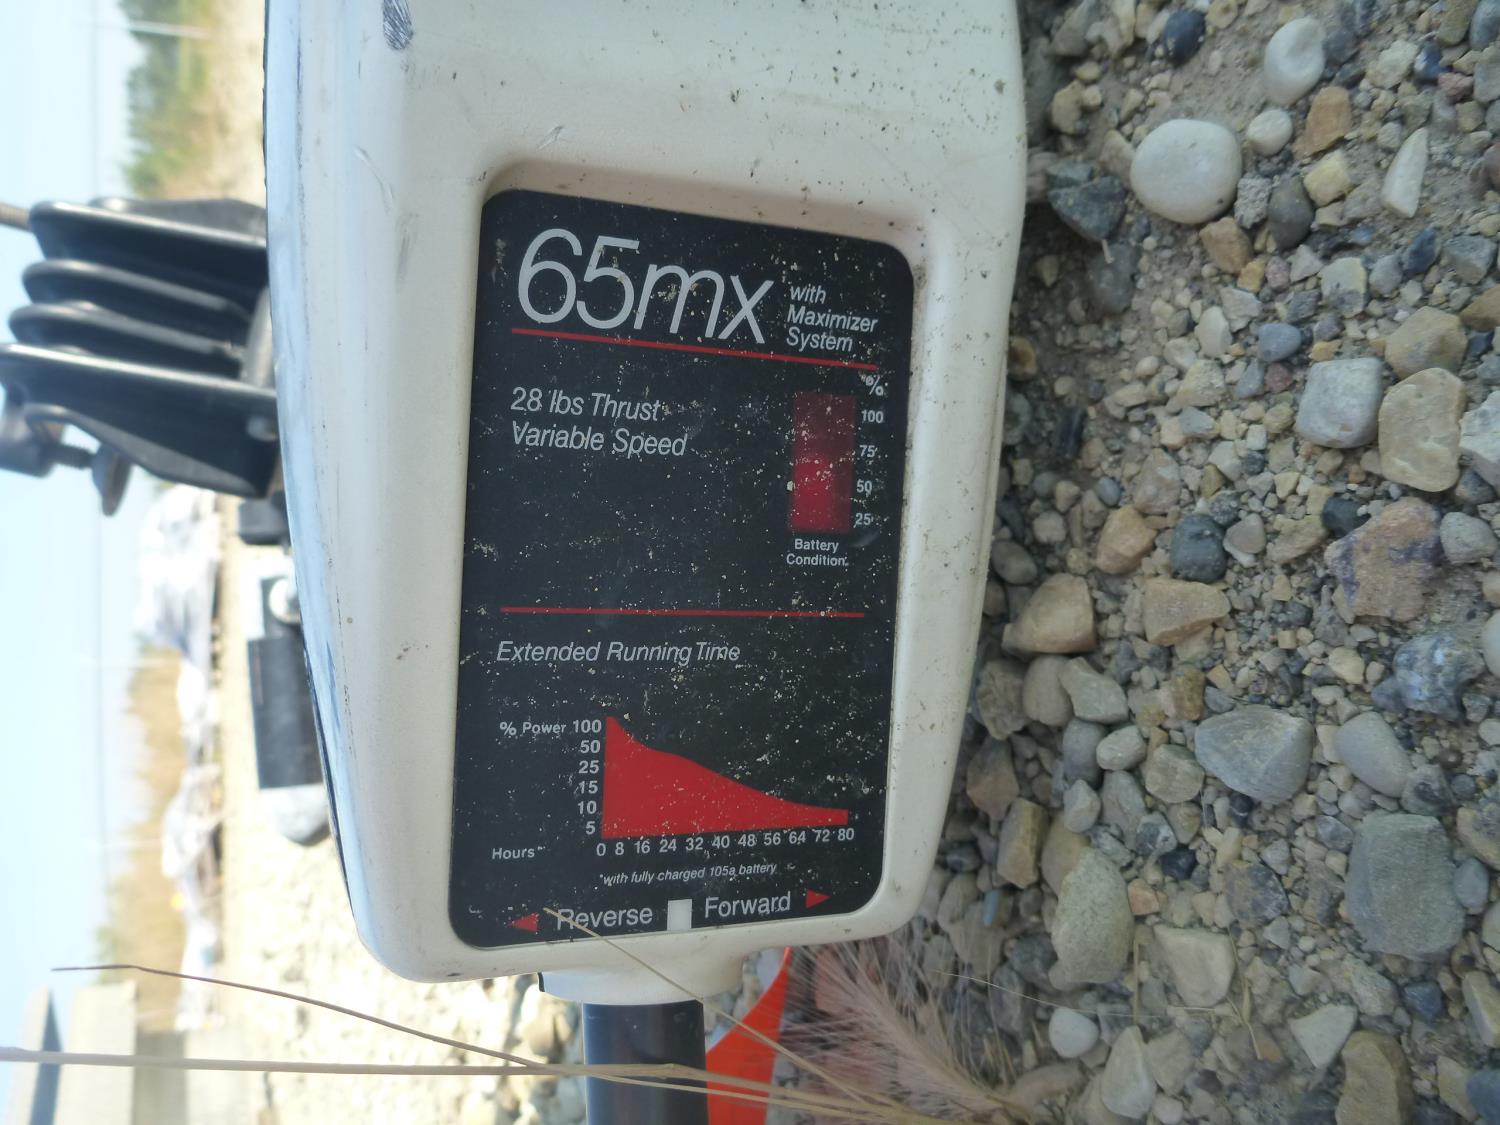 65mx
with
Maximizer
System
28 lbs Thrust
Variable Speed
%
100
75
50
25
Battery
Condition
Extended Running Time
% Power 100
50
25
15
10
5
Hours*
0 8 16 24 32 40 48 56 64 72 80
*with fully charged 105a battery
Reverse Forward